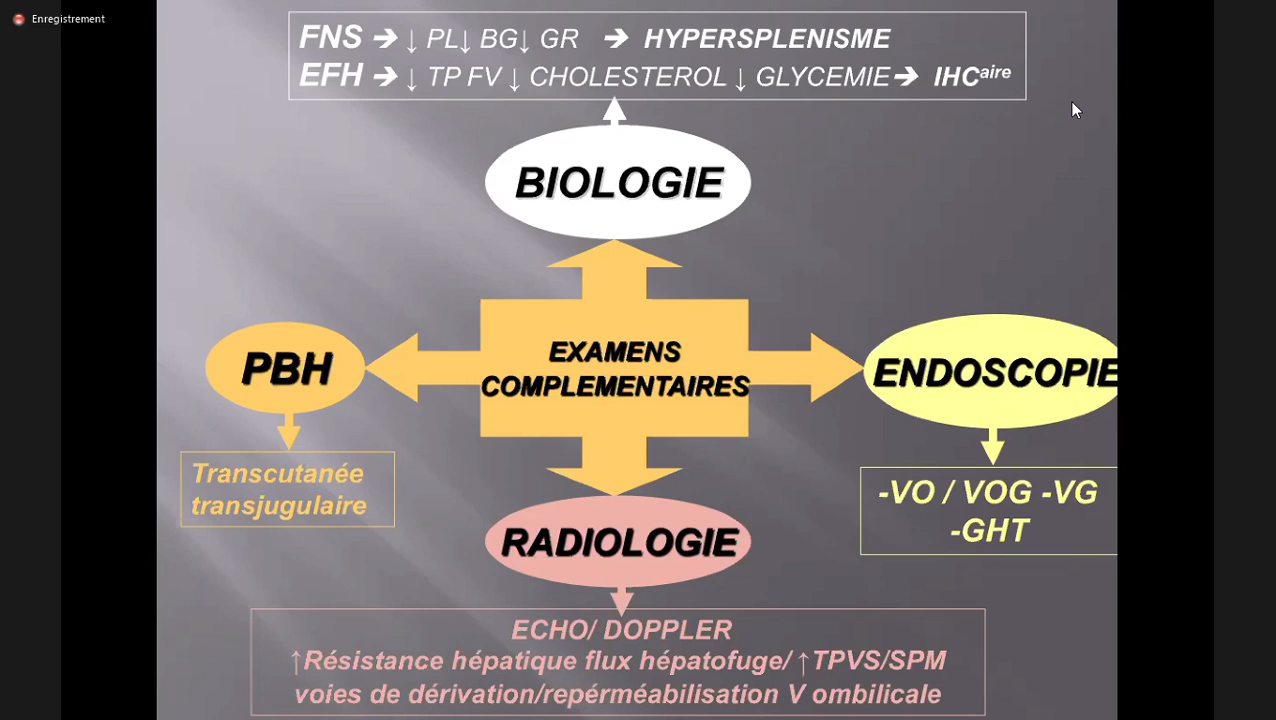 Enregistrement
FNS ➔ ↓ PL↓ BG↓ GR ➔ HYPERSPLENISME
EFH ➔ ↓ TP FV ↓ CHOLESTEROL ↓ GLYCEMIE➔ IHCaire
BIOLOGIE
EXAMENS
COMPLEMENTAIRES
PBH
ENDOSCOPIE
Transcutanée
transjugulaire
-VO / VOG -VG
-GHT
RADIOLOGIE
ECHO/ DOPPLER
↑Résistance hépatique flux hépatofuge/ ↑TPVS/SPM
voies de dérivation/repérméabilisation V ombilicale